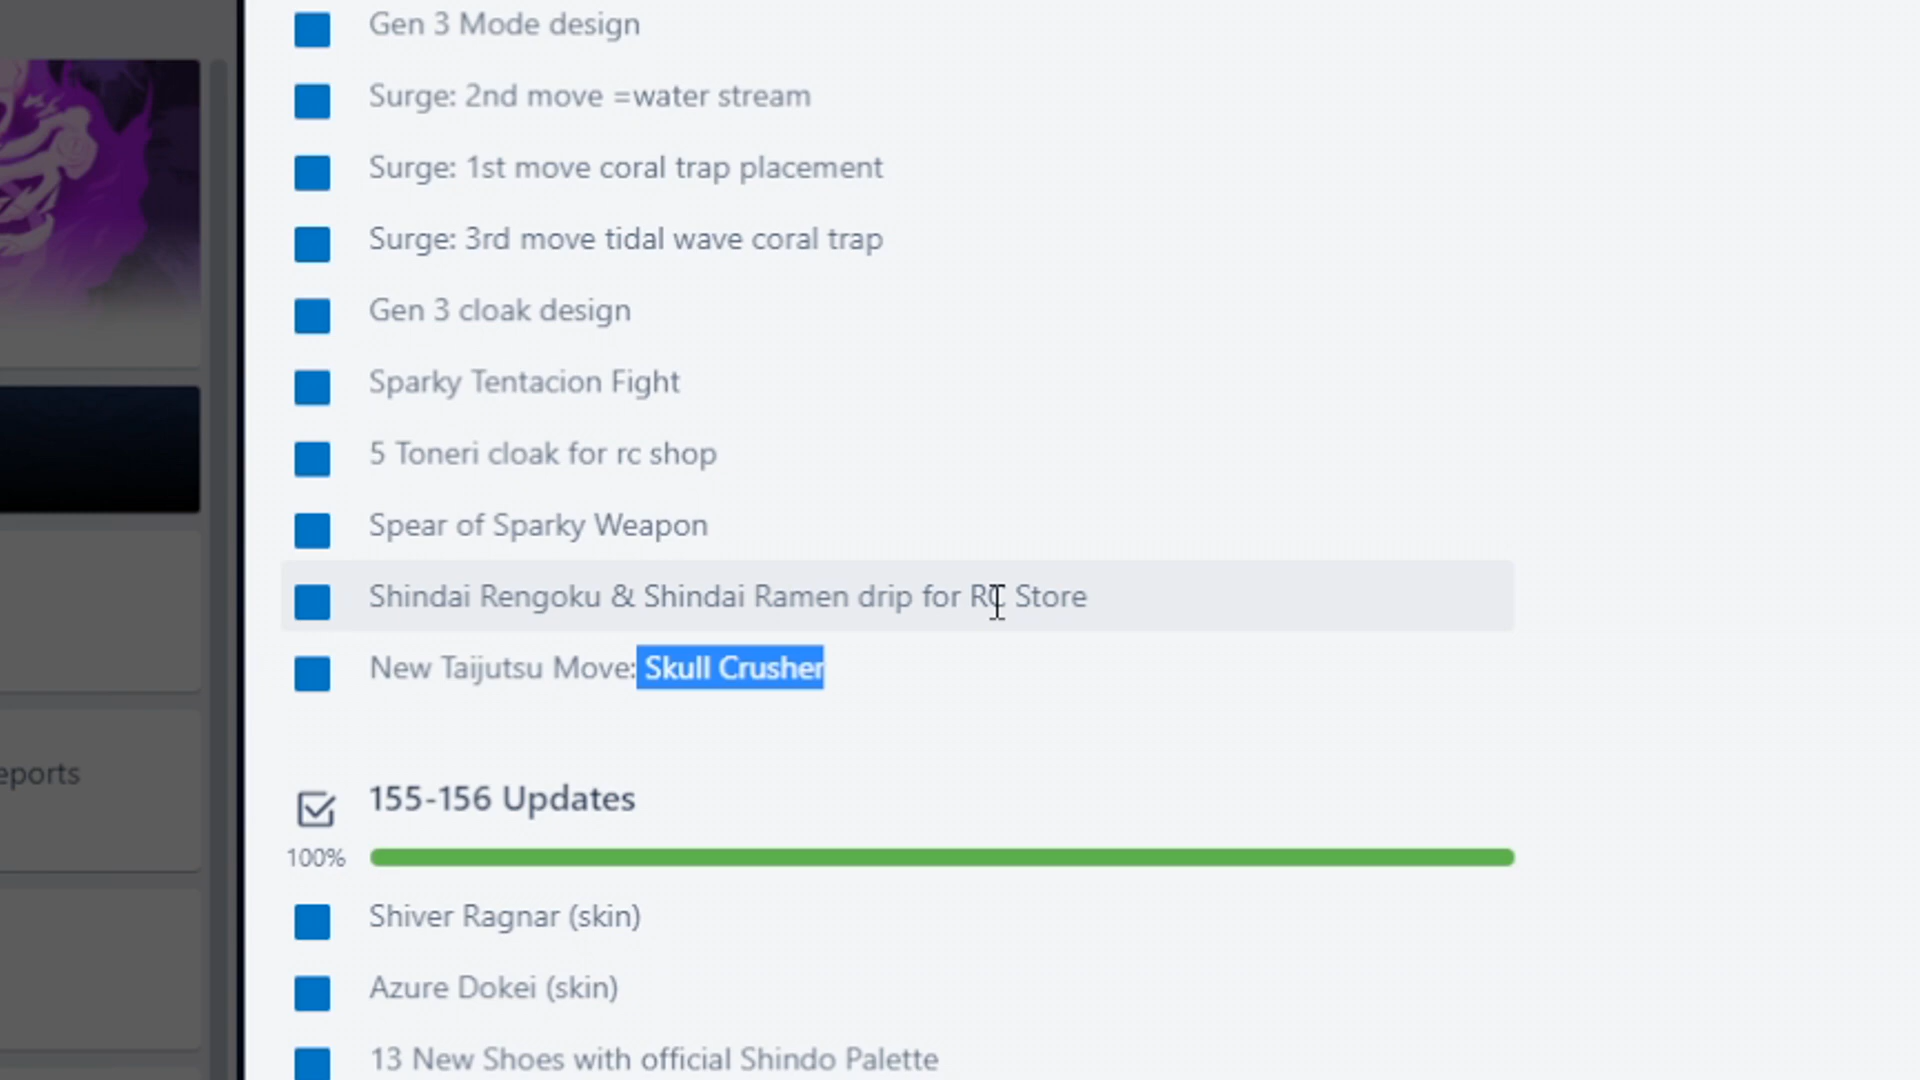 Gen 3 Mode design
Surge: 2nd move =water stream
Surge: 1st move coral trap placement
Surge: 3rd move tidal wave coral trap
Gen 3 cloak design
Sparky Tentacion Fight
5 Toneri cloak for rc shop
Spear of Sparky Weapon
Shindai Rengoku & Shindai Ramen drip for RC Store
New Taijutsu Move: Skull Crusher
eports
155-156 Updates
100%
Shiver Ragnar (skin)
Azure Dokei (skin)
13 New Shoes with official Shindo Palette